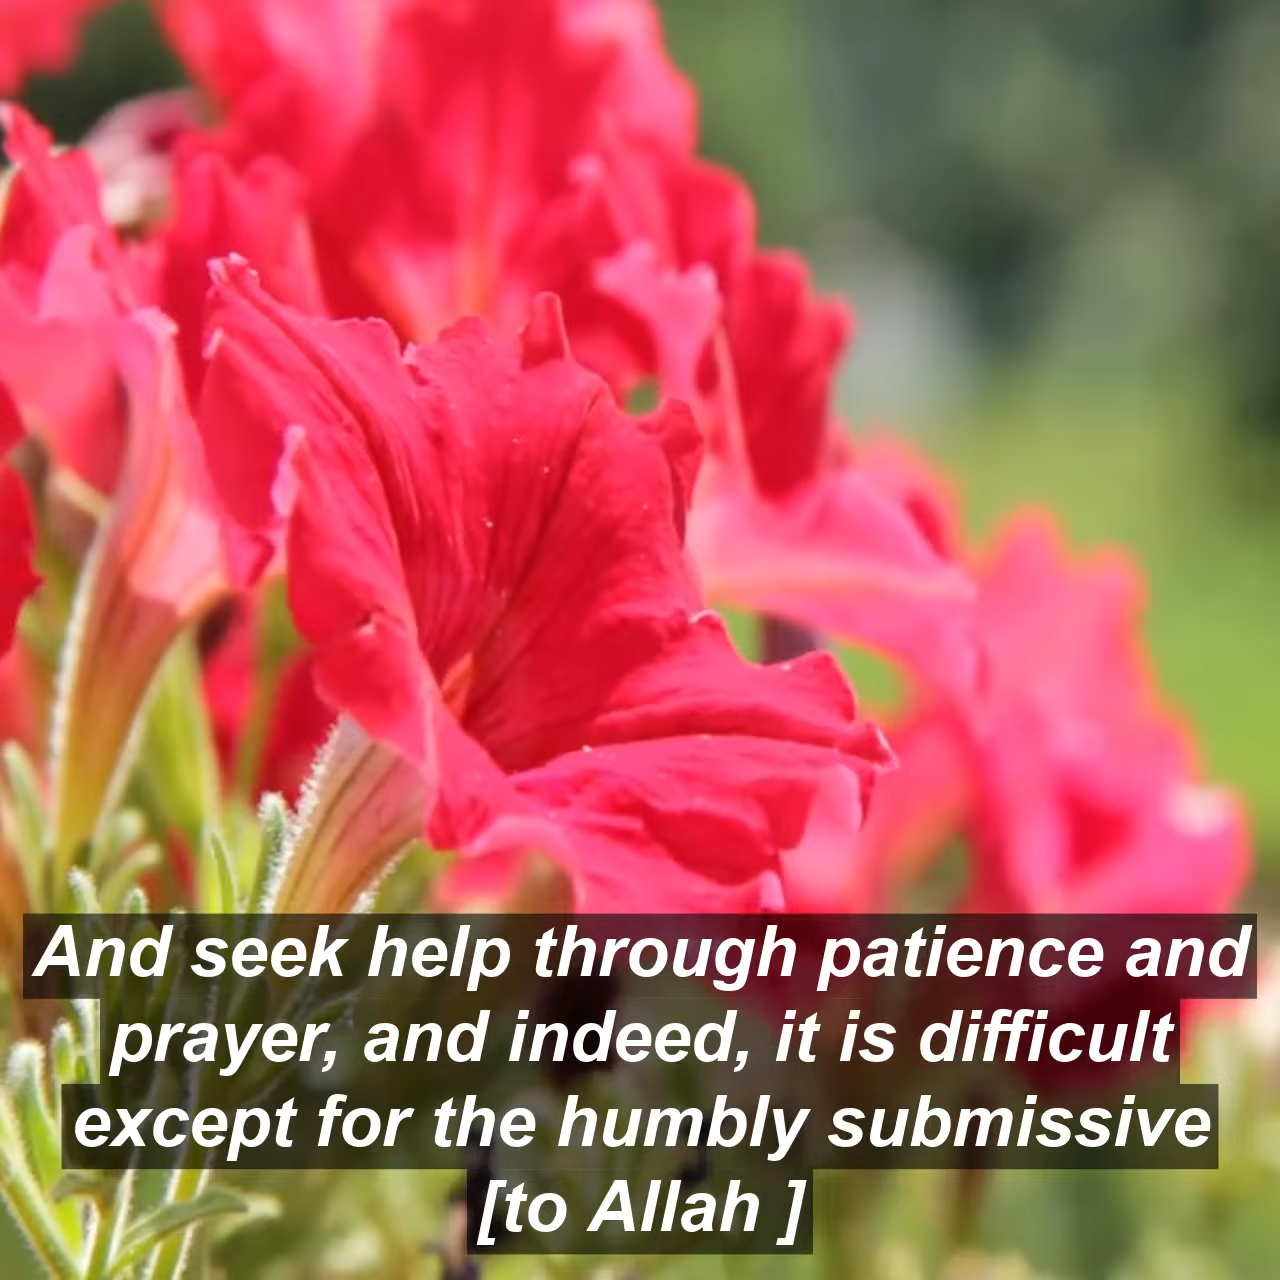 And seek help through patience and
prayer, and indeed, it is difficult
except for the humbly submissive
[to Allah ]